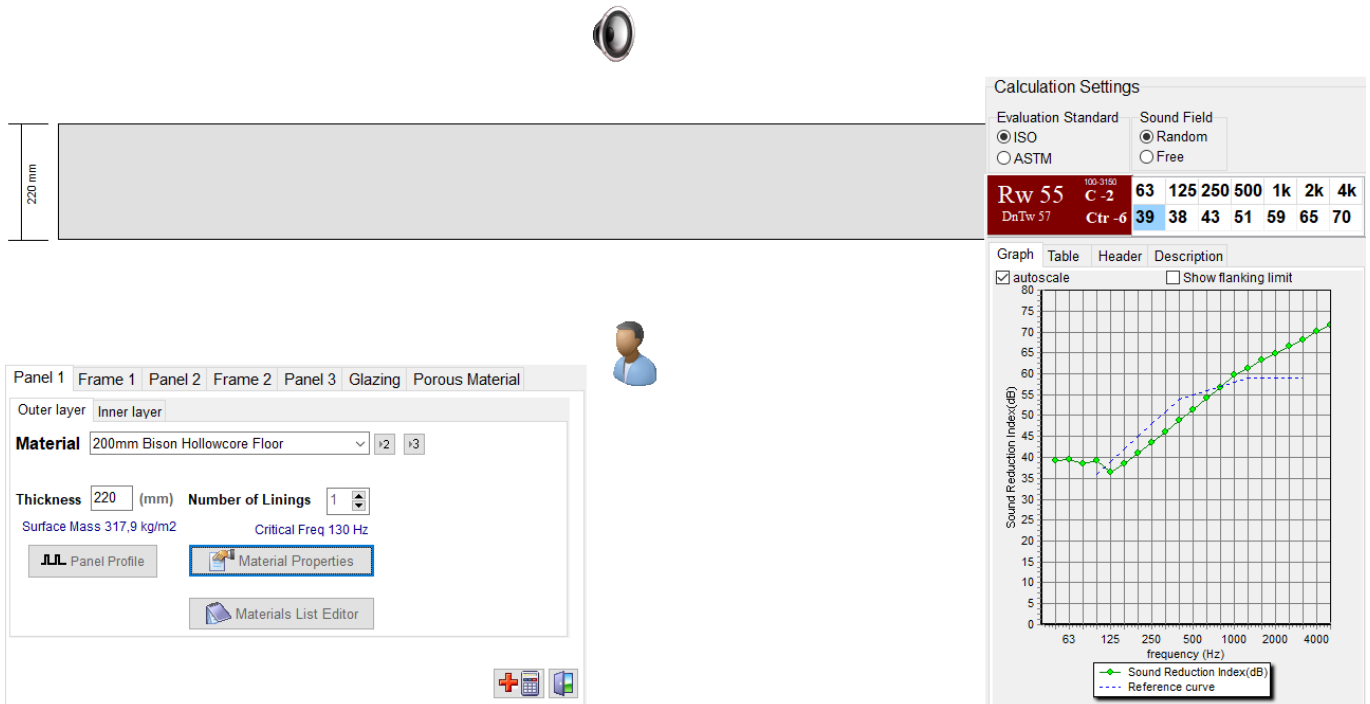 220 mm
Calculation Settings
Evaluation Standard
ISO
ASTM
Sound Field
Random
Free
Rw 55
DnTw 57
100-3150
C -2
Ctr -6
63 125 250 500 1k 2k 4k
39 38 43 51 59 65 70
Graph Table Header Description
autoscale
Show flanking limit
80
75
70
65
60
55
50
45
40
35
30
25
20
15
10
5
0
Sound Reduction Index(dB)
63 125 250 500 1000 2000 4000
frequency (Hz)
Sound Reduction Index(dB)
Reference curve
Panel 1 Frame 1 Panel 2 Frame 2 Panel 3 Glazing Porous Material
Outer layer Inner layer
Material 200mm Bison Hollowcore Floor 2 3
Thickness 220 (mm) Number of Linings 1
Surface Mass 317,9 kg/m2 Critical Freq 130 Hz
Panel Profile Material Properties
Materials List Editor